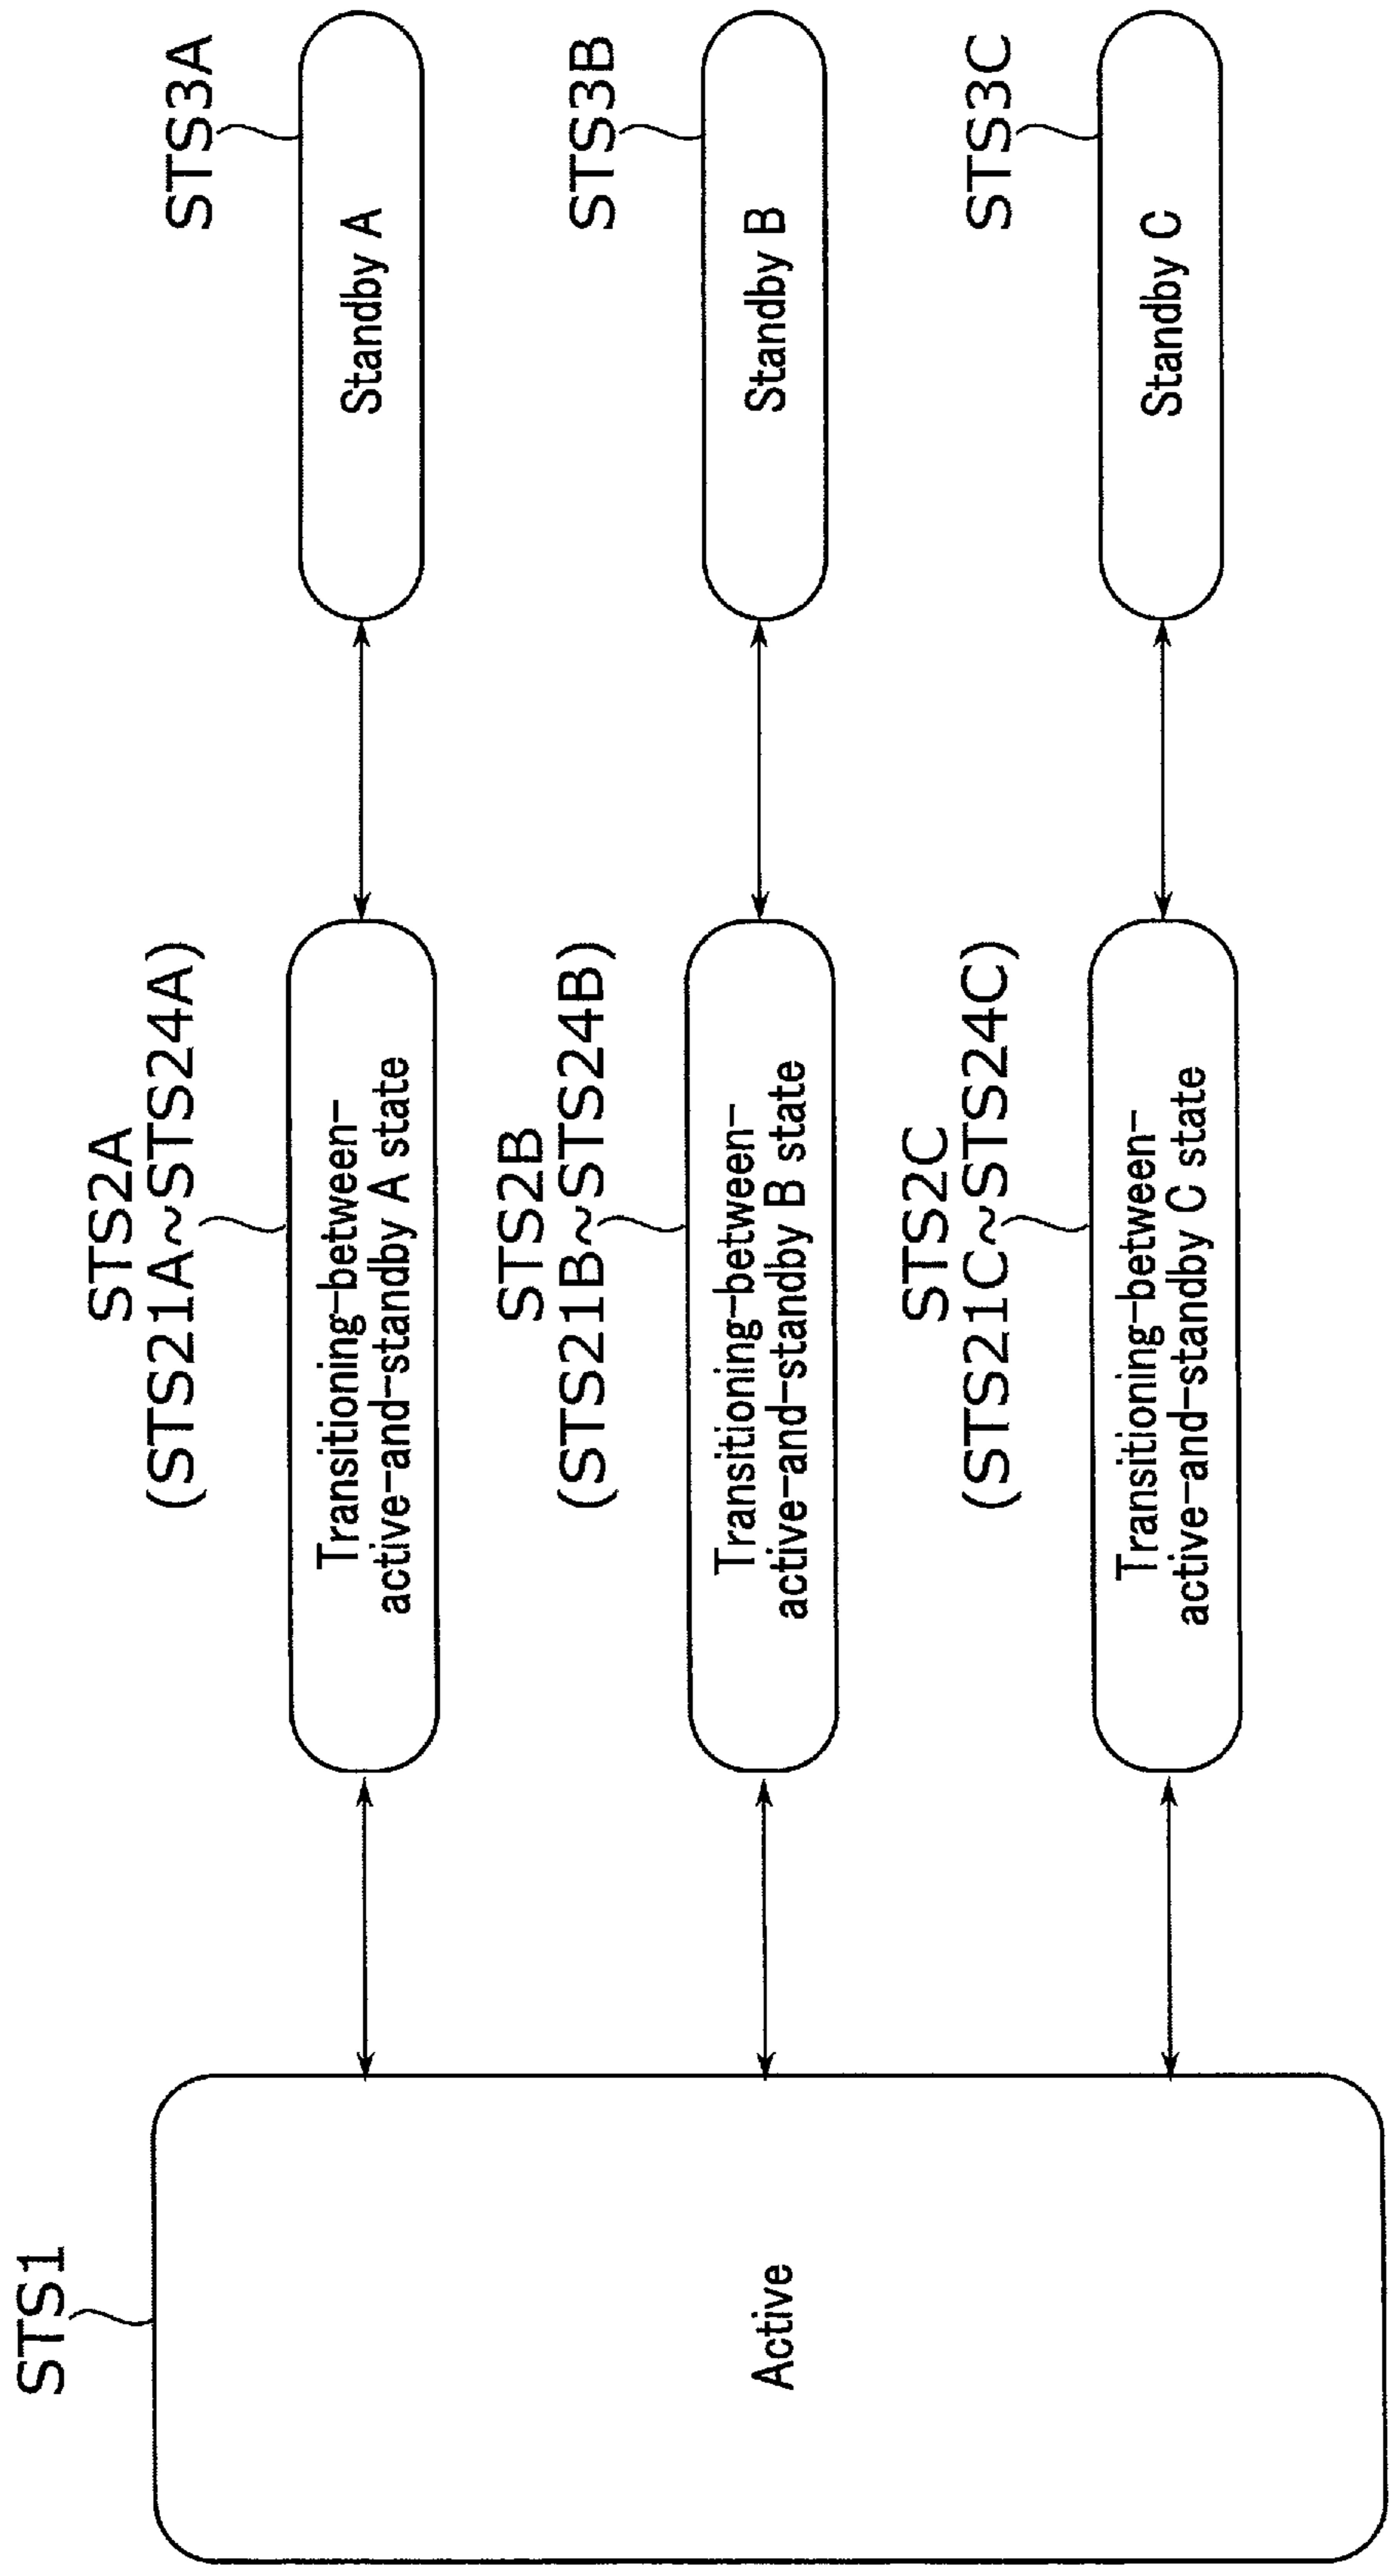 STS1
Active
STS2A
(STS21A~STS24A)
Transitioning-between-
active-and-standby A state
STS3A
Standby A
STS2B
(STS21B~STS24B)
Transitioning-between-
active-and-standby B state
STS3B
Standby B
STS2C
(STS21C~STS24C)
Transitioning-between-
active-and-standby C state
STS3C
Standby C